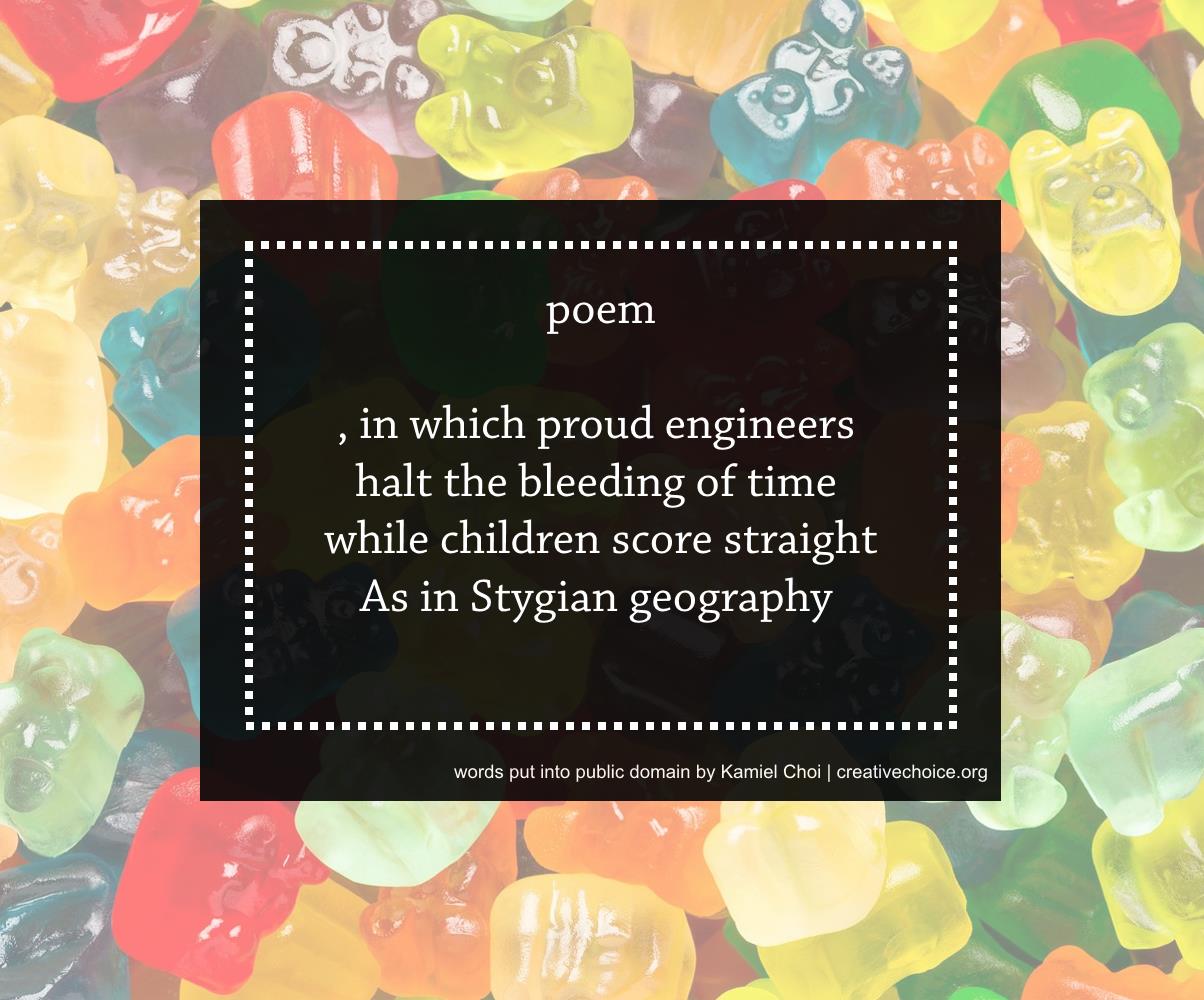 poem
, in which proud engineers
halt the bleeding of time
while children score straight
As in Stygian geography
words put into public domain by Kamiel Choi | creativechoice.org